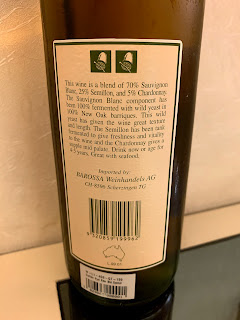 This wine is a blend of 70% Sauvignon
Blanc, 25% Semillon, and 5% Chardonnay.
The Sauvignon Blanc component has
been 100% fermented with wild yeast in
100% New Oak barriques. This wild
yeast has given the wine great texture
and length. The Semillon has been tank
fermented to give freshness and vitality
to the wine and the Chardonnay gives a
supple mid palate. Drink now or age for
4-5 years. Great with seafood.
Imported by:
BAROSSA Weinhandels AG
CH-8596 Scherzingen TG